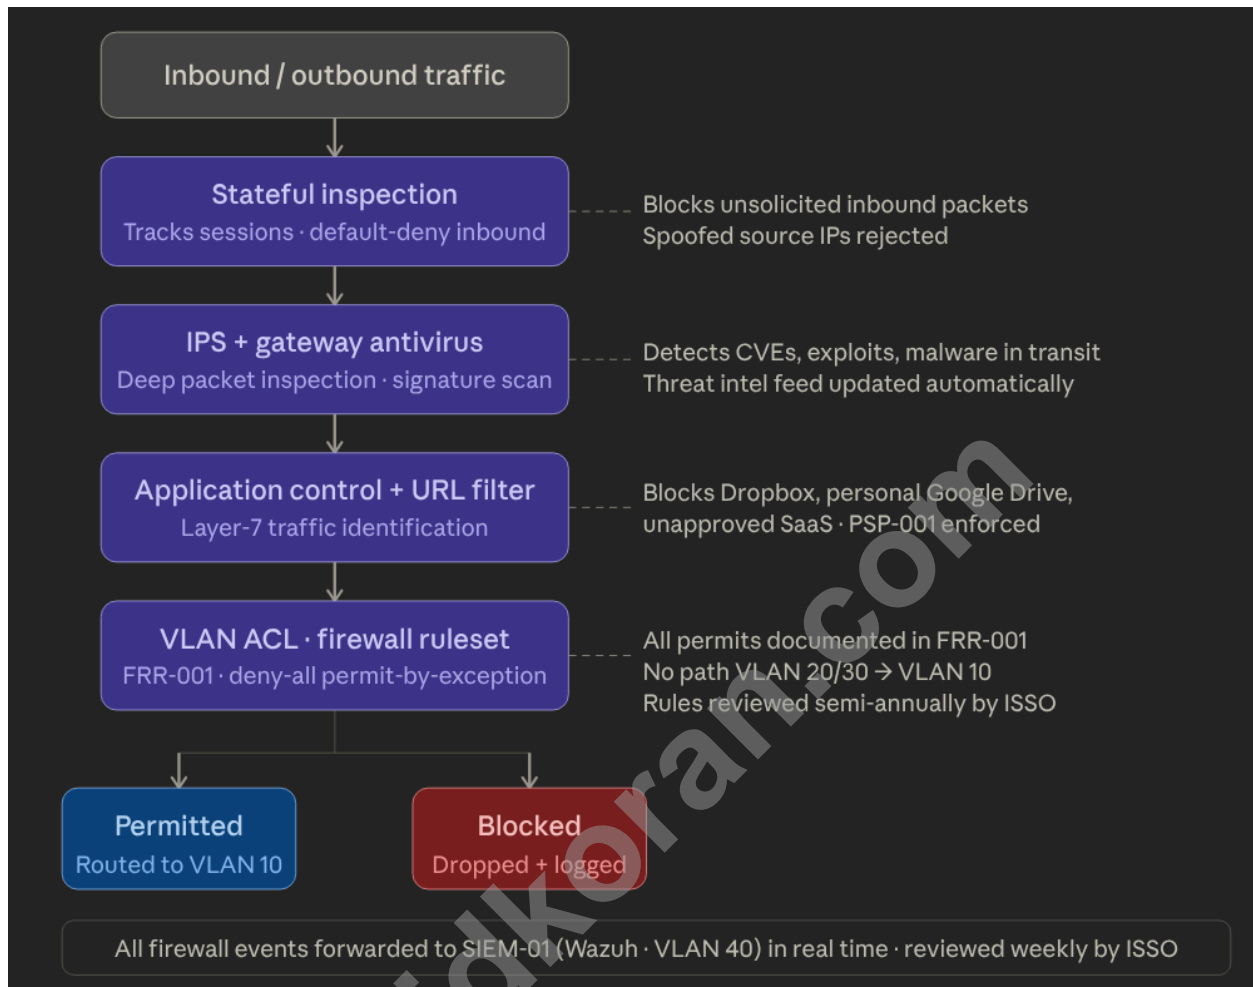 Inbound / outbound traffic
Stateful inspection
Tracks sessions · default-deny inbound
Blocks unsolicited inbound packets
Spoofed source IPs rejected
IPS + gateway antivirus
Deep packet inspection · signature scan
Detects CVEs, exploits, malware in transit
Threat intel feed updated automatically
Application control + URL filter
Layer-7 traffic identification
Blocks Dropbox, personal Google Drive,
unapproved SaaS · PSP-001 enforced
VLAN ACL · firewall ruleset
FRR-001 · deny-all permit-by-exception
All permits documented in FRR-001
No path VLAN 20/30 → VLAN 10
Rules reviewed semi-annually by ISSO
Permitted
Routed to VLAN 10
Blocked
Dropped + logged
All firewall events forwarded to SIEM-01 (Wazuh · VLAN 40) in real time · reviewed weekly by ISSO
idkoran.com